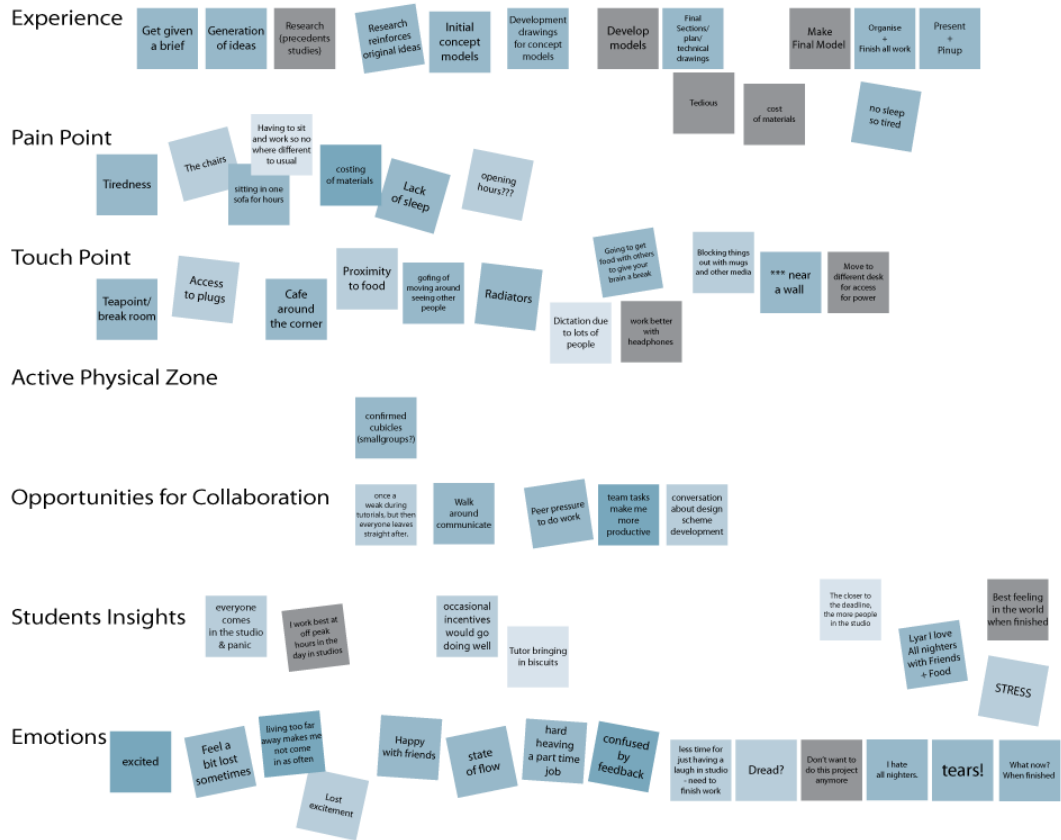 Experience
Get given
a brief
Generation
of ideas
Research
(precedents
studies)
Research
reinforces
original ideas
Initial
concept
models
Development
drawings
for concept
models
Develop
models
Final
Sections/
plan/
technical
drawings
Make
Final Model
Organise
+
Finish all work
Present
+
Pinup
Tedious
cost
of materials
no sleep
so tired
Pain Point
Tiredness
The chairs
Having to sit
and work so no
where different
to usual
sitting in one
sofa for hours
costing
of materials
Lack
of sleep
opening
hours???
Touch Point
Teapoint/
break room
Access
to plugs
Cafe
around
the corner
Proximity
to food
gofing of
moving around
seeing other
people
Radiators
Dictation due
to lots of
people
Going to get
food with others
to give your
brain a break
work better
with
headphones
Blocking things
out with mugs
and other media
*** near
a wall
Move to
different desk
for access
for power
Active Physical Zone
confirmed
cubicles
(smallgroups?)
Opportunities for Collaboration
once a
weak during
tutorials, but then
everyone leaves
straight after.
Walk
around
communicate
Peer pressure
to do work
team tasks
make me
more
productive
conversation
about design
scheme
development
Students Insights
everyone
comes
in the studio
& panic
I work best at
off peak
hours in the
day in studios
occasional
incentives
would go
doing well
Tutor bringing
in biscuits
The closer to
the deadline,
the more people
in the studio
Lyar I love
All nighters
with Friends
+ Food
Best feeling
in the world
when finished
STRESS
Emotions
excited
Feel a
bit lost
sometimes
living too far
away makes me
not come
in as often
Lost
excitement
Happy
with friends
state
of flow
hard
heaving
a part time
job
confused
by
feedback
less time for
just having a
laugh in studio
- need to
finish work
Dread?
Don't want to
do this project
anymore
I hate
all nighters.
tears!
What now?
When finished